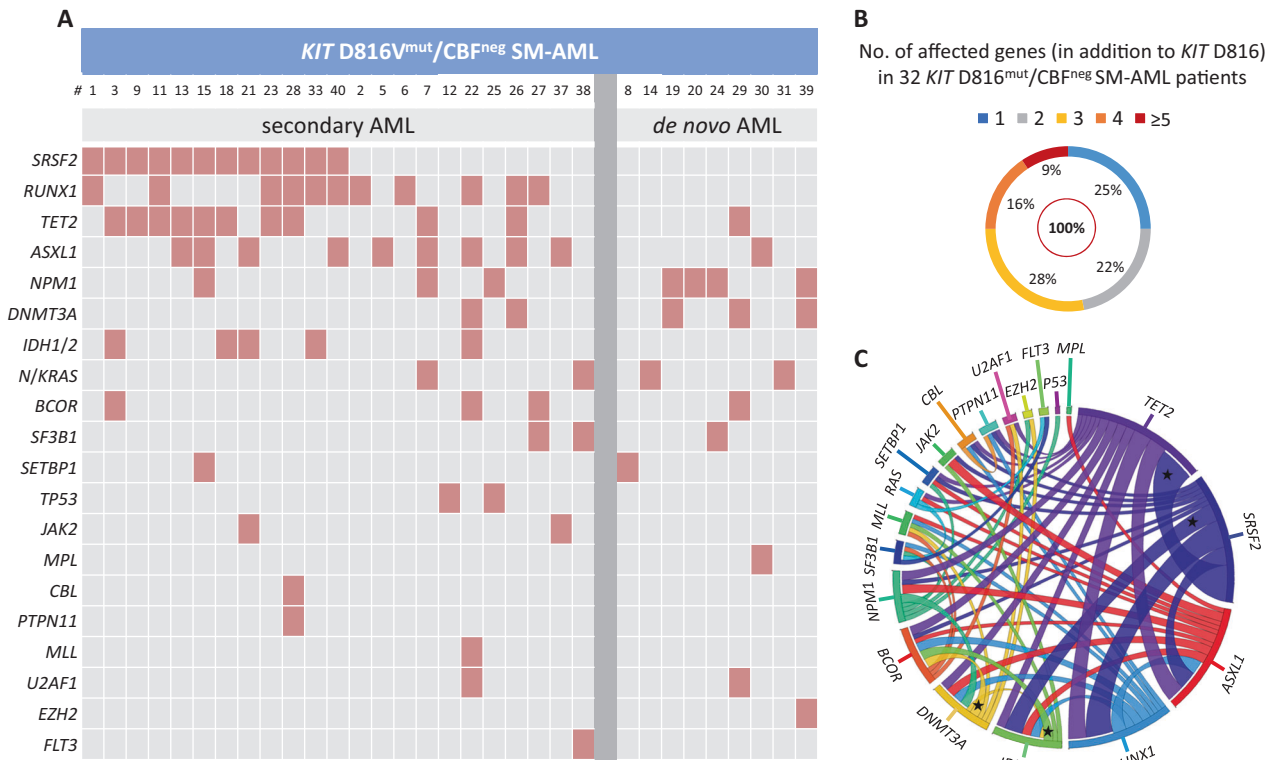 A
KIT D816Vmut/CBFneg SM-AML
# 1 3 9 11 13 15 18 21 23 28 33 40 2 5 6 7 12 22 25 26 27 37 38 8 14 19 20 24 29 30 31 39
secondary AML de novo AML
SRSF2
RUNX1
TET2
ASXL1
NPM1
DNMT3A
IDH1/2
N/KRAS
BCOR
SF3B1
SETBP1
TP53
JAK2
MPL
CBL
PTPN11
MLL
U2AF1
EZH2
FLT3
B
No. of affected genes (in addition to KIT D816)
in 32 KIT D816mut/CBFneg SM-AML patients
1 2 3 4 ≥5
9%
25%
16%
100%
22%
28%
C
MPL
P53
FLT3
EZH2
U2AF1
PTPN11
CBL
JAK2
SETBP1
RAS
MLL
SF3B1
NPM1
BCOR
DNMT3A
TET2
SRSF2
ASXL1